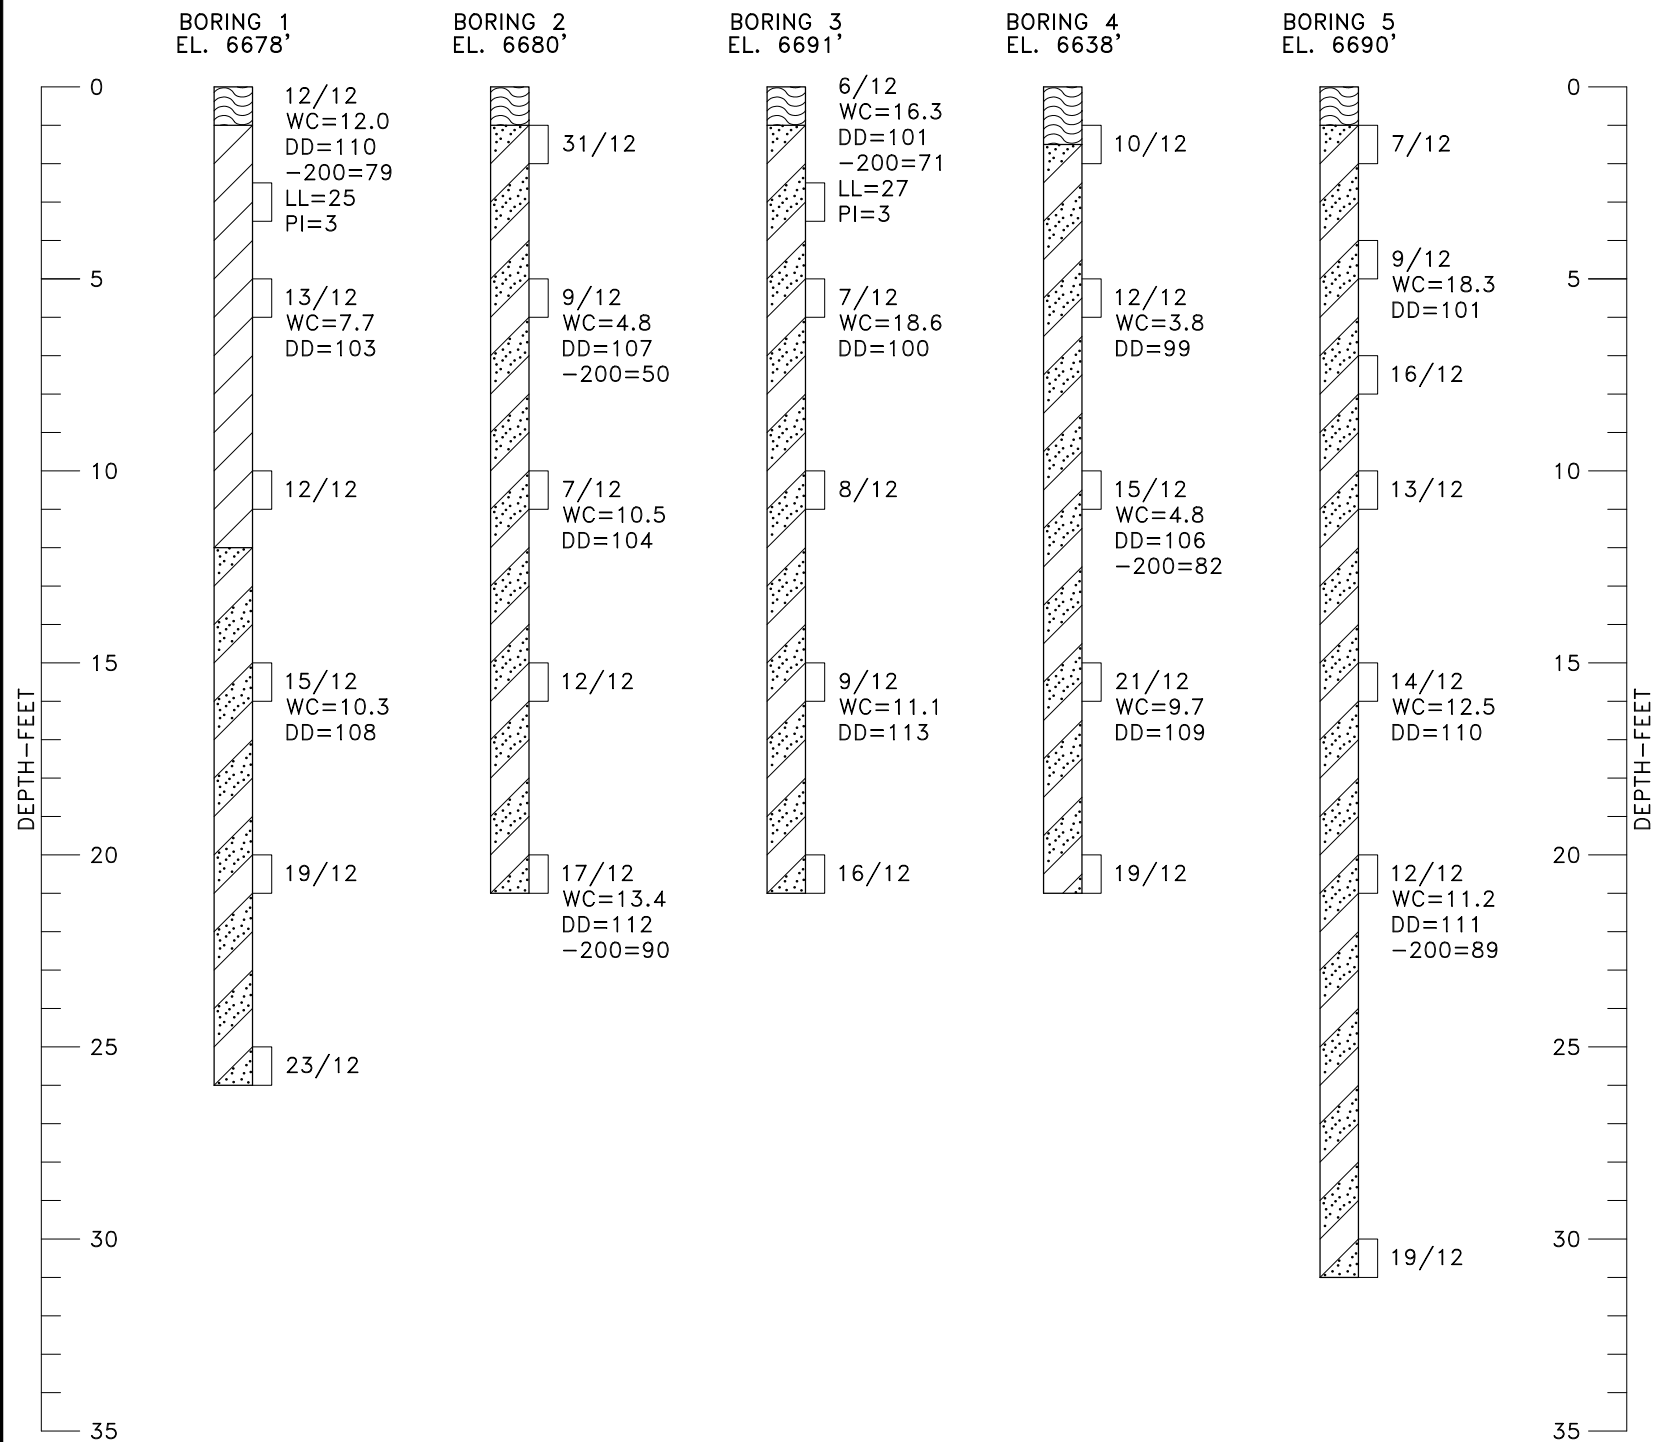 BORING 1
EL. 6678'
BORING 2
EL. 6680'
BORING 3
EL. 6691'
BORING 4
EL. 6638'
BORING 5
EL. 6690'
0
5
10
15
20
25
30
35
DEPTH-FEET
12/12
WC=12.0
DD=110
-200=79
LL=25
PI=3
13/12
WC=7.7
DD=103
12/12
15/12
WC=10.3
DD=108
19/12
23/12
31/12
9/12
WC=4.8
DD=107
-200=50
7/12
WC=10.5
DD=104
12/12
17/12
WC=13.4
DD=112
-200=90
6/12
WC=16.3
DD=101
-200=71
LL=27
PI=3
7/12
WC=18.6
DD=100
8/12
9/12
WC=11.1
DD=113
16/12
10/12
12/12
WC=3.8
DD=99
15/12
WC=4.8
DD=106
-200=82
21/12
WC=9.7
DD=109
19/12
7/12
9/12
WC=18.3
DD=101
16/12
13/12
14/12
WC=12.5
DD=110
12/12
WC=11.2
DD=111
-200=89
19/12
0
5
10
15
20
25
30
35
DEPTH-FEET